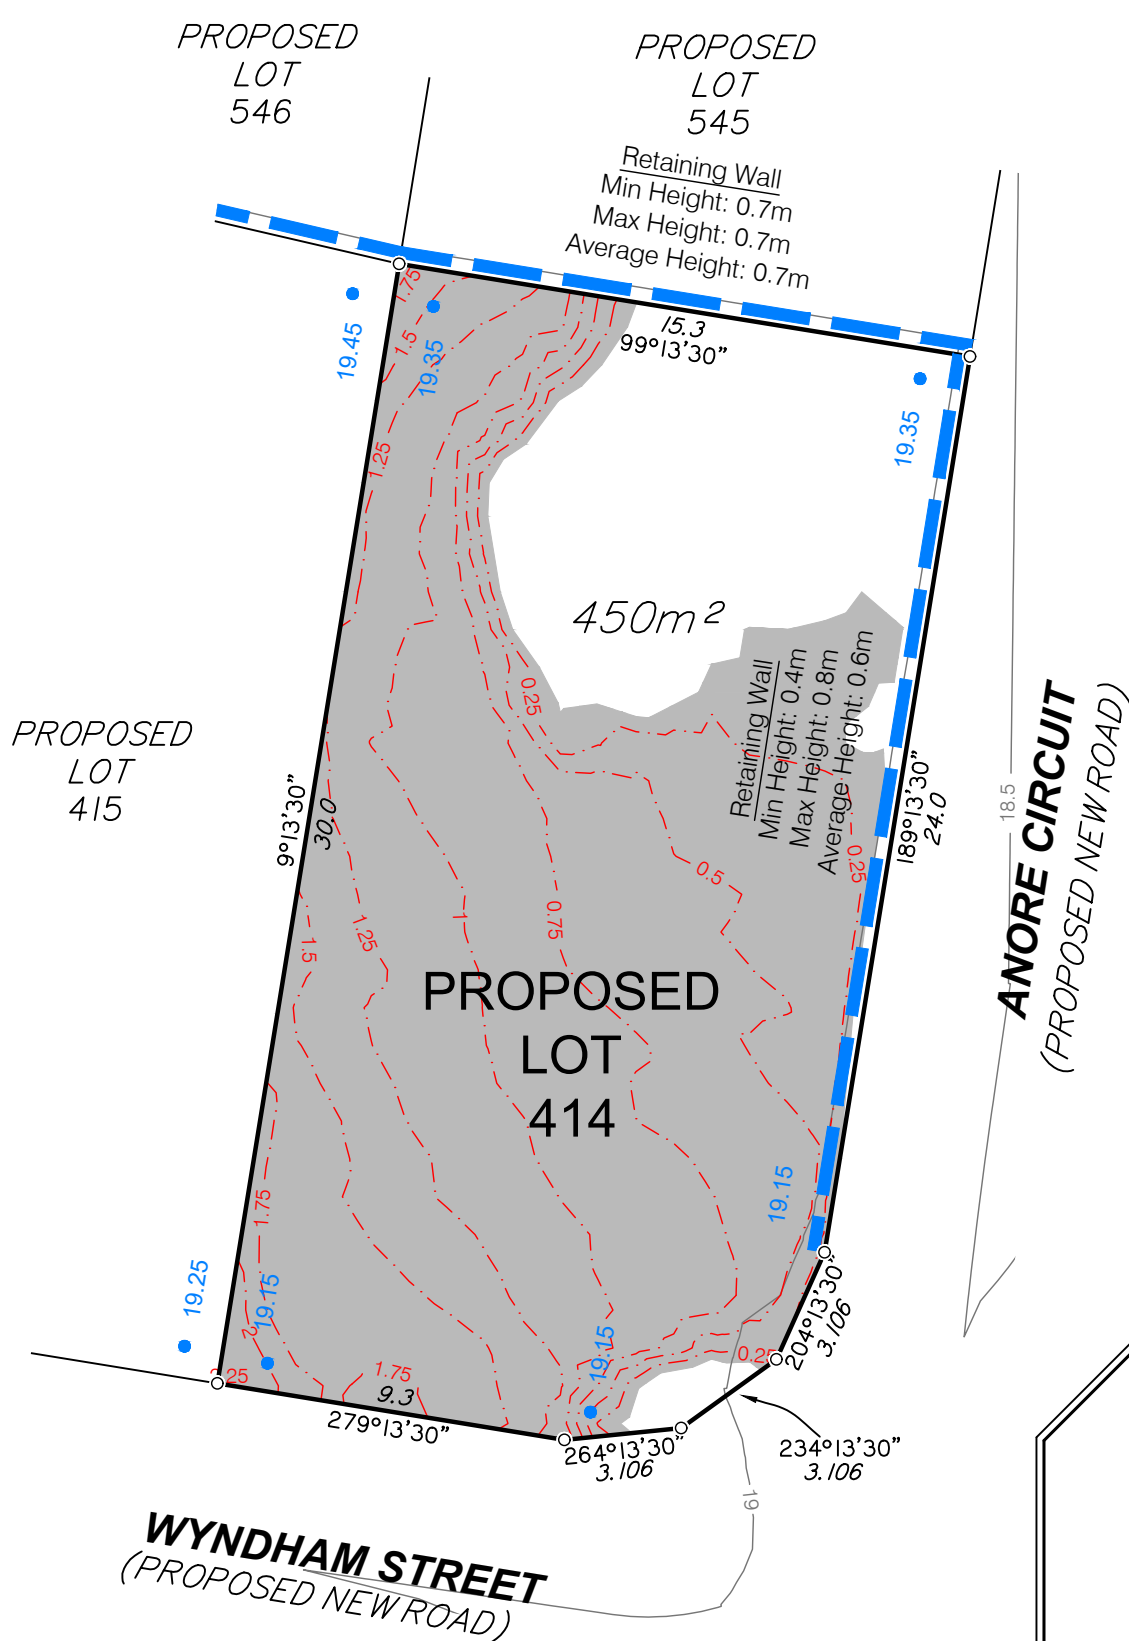 PROPOSED
LOT
546
PROPOSED
LOT
545
Retaining Wall
Min Height: 0.7m
Max Height: 0.7m
Average Height: 0.7m
15.3
99°13'30"
1.75
1.5
19.45
19.35
19.35
1.25
450m²
0.25
Retaining Wall
Min Height: 0.4m
Max Height: 0.8m
Average Height: 0.6m
PROPOSED
LOT
415
9°13'30"
30.0
189°13'30"
24.0
18.5
ANORE CIRCUIT
(PROPOSED NEW ROAD)
0.5
0.25
0.75
1
1.25
1.5
PROPOSED
LOT
414
19.15
1.75
19.25
19.15
2
19.15
204°13'30"
3.106
0.25
2.25
1.75
9.3
279°13'30"
264°13'30"
3.106
234°13'30"
3.106
19
WYNDHAM STREET
(PROPOSED NEW ROAD)